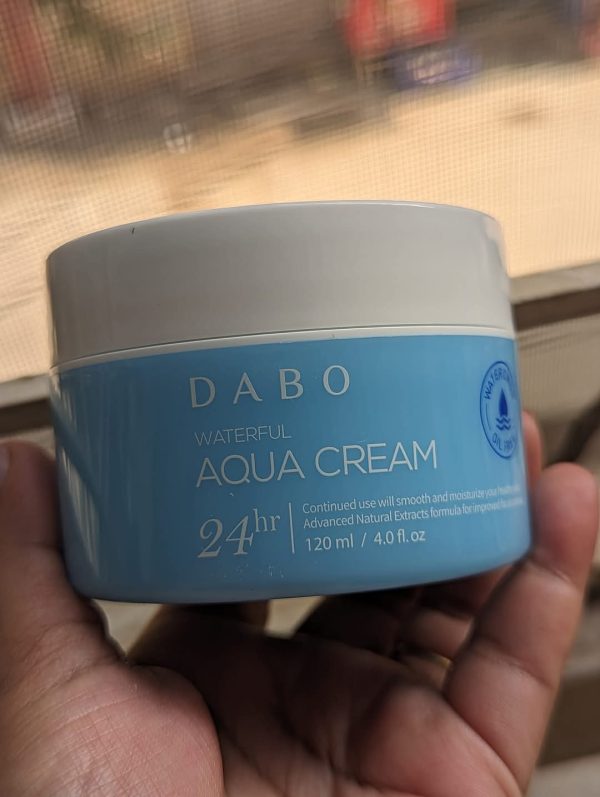 DABO
WATERFUL
AQUA CREAM
24hr
Continued use will smooth and moisturize your
Advanced Natural Extracts formula for improved
120 ml / 4.0 fl. oz
OIL